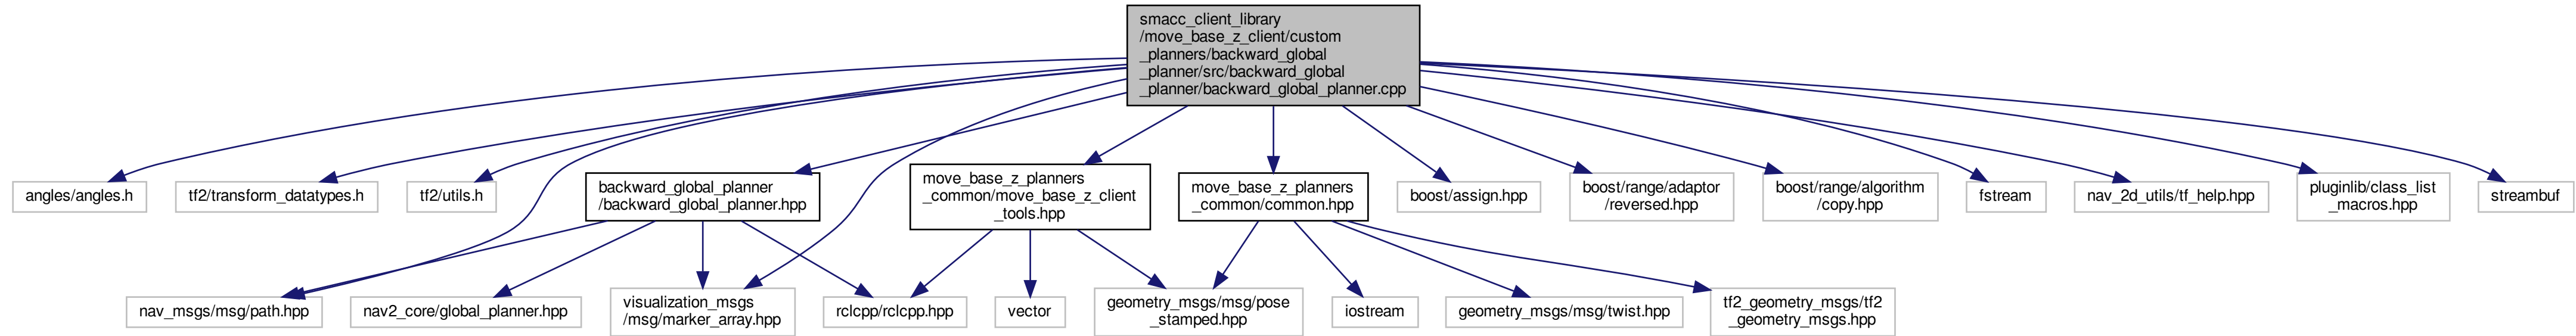 smacc_client_library
/move_base_z_client/custom
_planners/backward_global
_planner/src/backward_global
_planner/backward_global_planner.cpp
angles/angles.h
tf2/transform_datatypes.h
tf2/utils.h
backward_global_planner
/backward_global_planner.hpp
move_base_z_planners
_common/move_base_z_client
_tools.hpp
move_base_z_planners
_common/common.hpp
boost/assign.hpp
boost/range/adaptor
/reversed.hpp
boost/range/algorithm
/copy.hpp
fstream
nav_2d_utils/tf_help.hpp
pluginlib/class_list
_macros.hpp
streambuf
nav_msgs/msg/path.hpp
nav2_core/global_planner.hpp
visualization_msgs
/msg/marker_array.hpp
rclcpp/rclcpp.hpp
vector
geometry_msgs/msg/pose
_stamped.hpp
iostream
geometry_msgs/msg/twist.hpp
tf2_geometry_msgs/tf2
_geometry_msgs.hpp